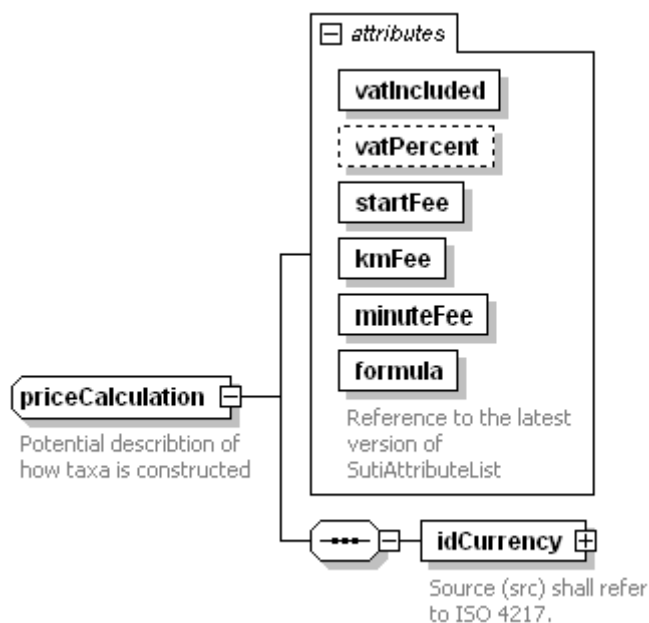 attributes
vatIncluded
vatPercent
startFee
kmFee
minuteFee
formula
Reference to the latest
version of
SutiAttributeList
priceCalculation
Potential describtion of
how taxa is constructed
idCurrency
Source (src) shall refer
to ISO 4217.